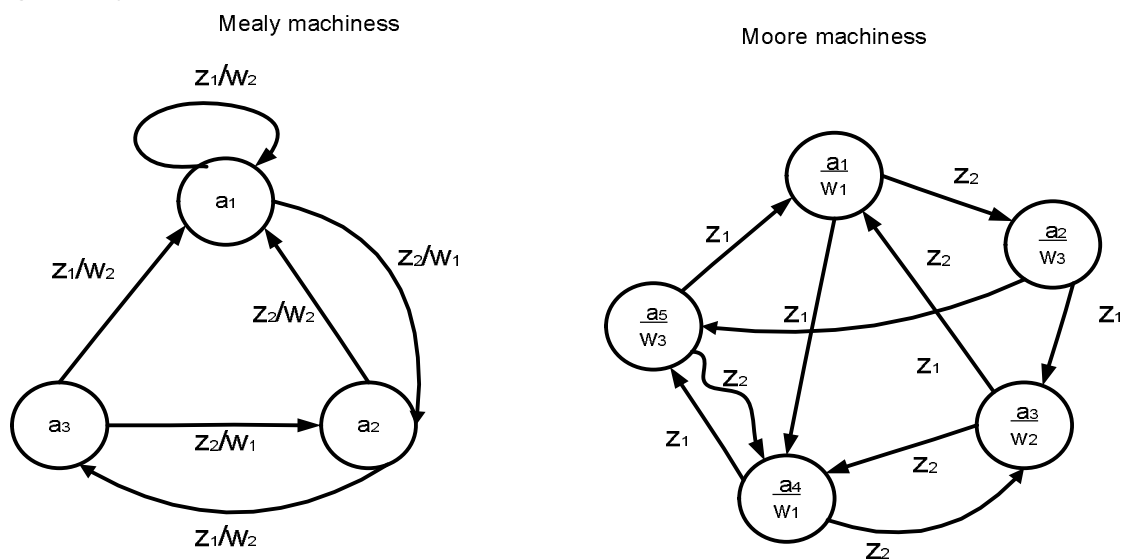 Mealy machiness
z1/w2
a1
z2/w1
z1/w2
z2/w2
a3
z2/w1
a2
z1/w2
Moore machiness
a1
w1
z2
a2
w3
z1
z2
a5
w3
z1
z1
z2
z1
a3
w2
z1
z2
a4
w1
z2